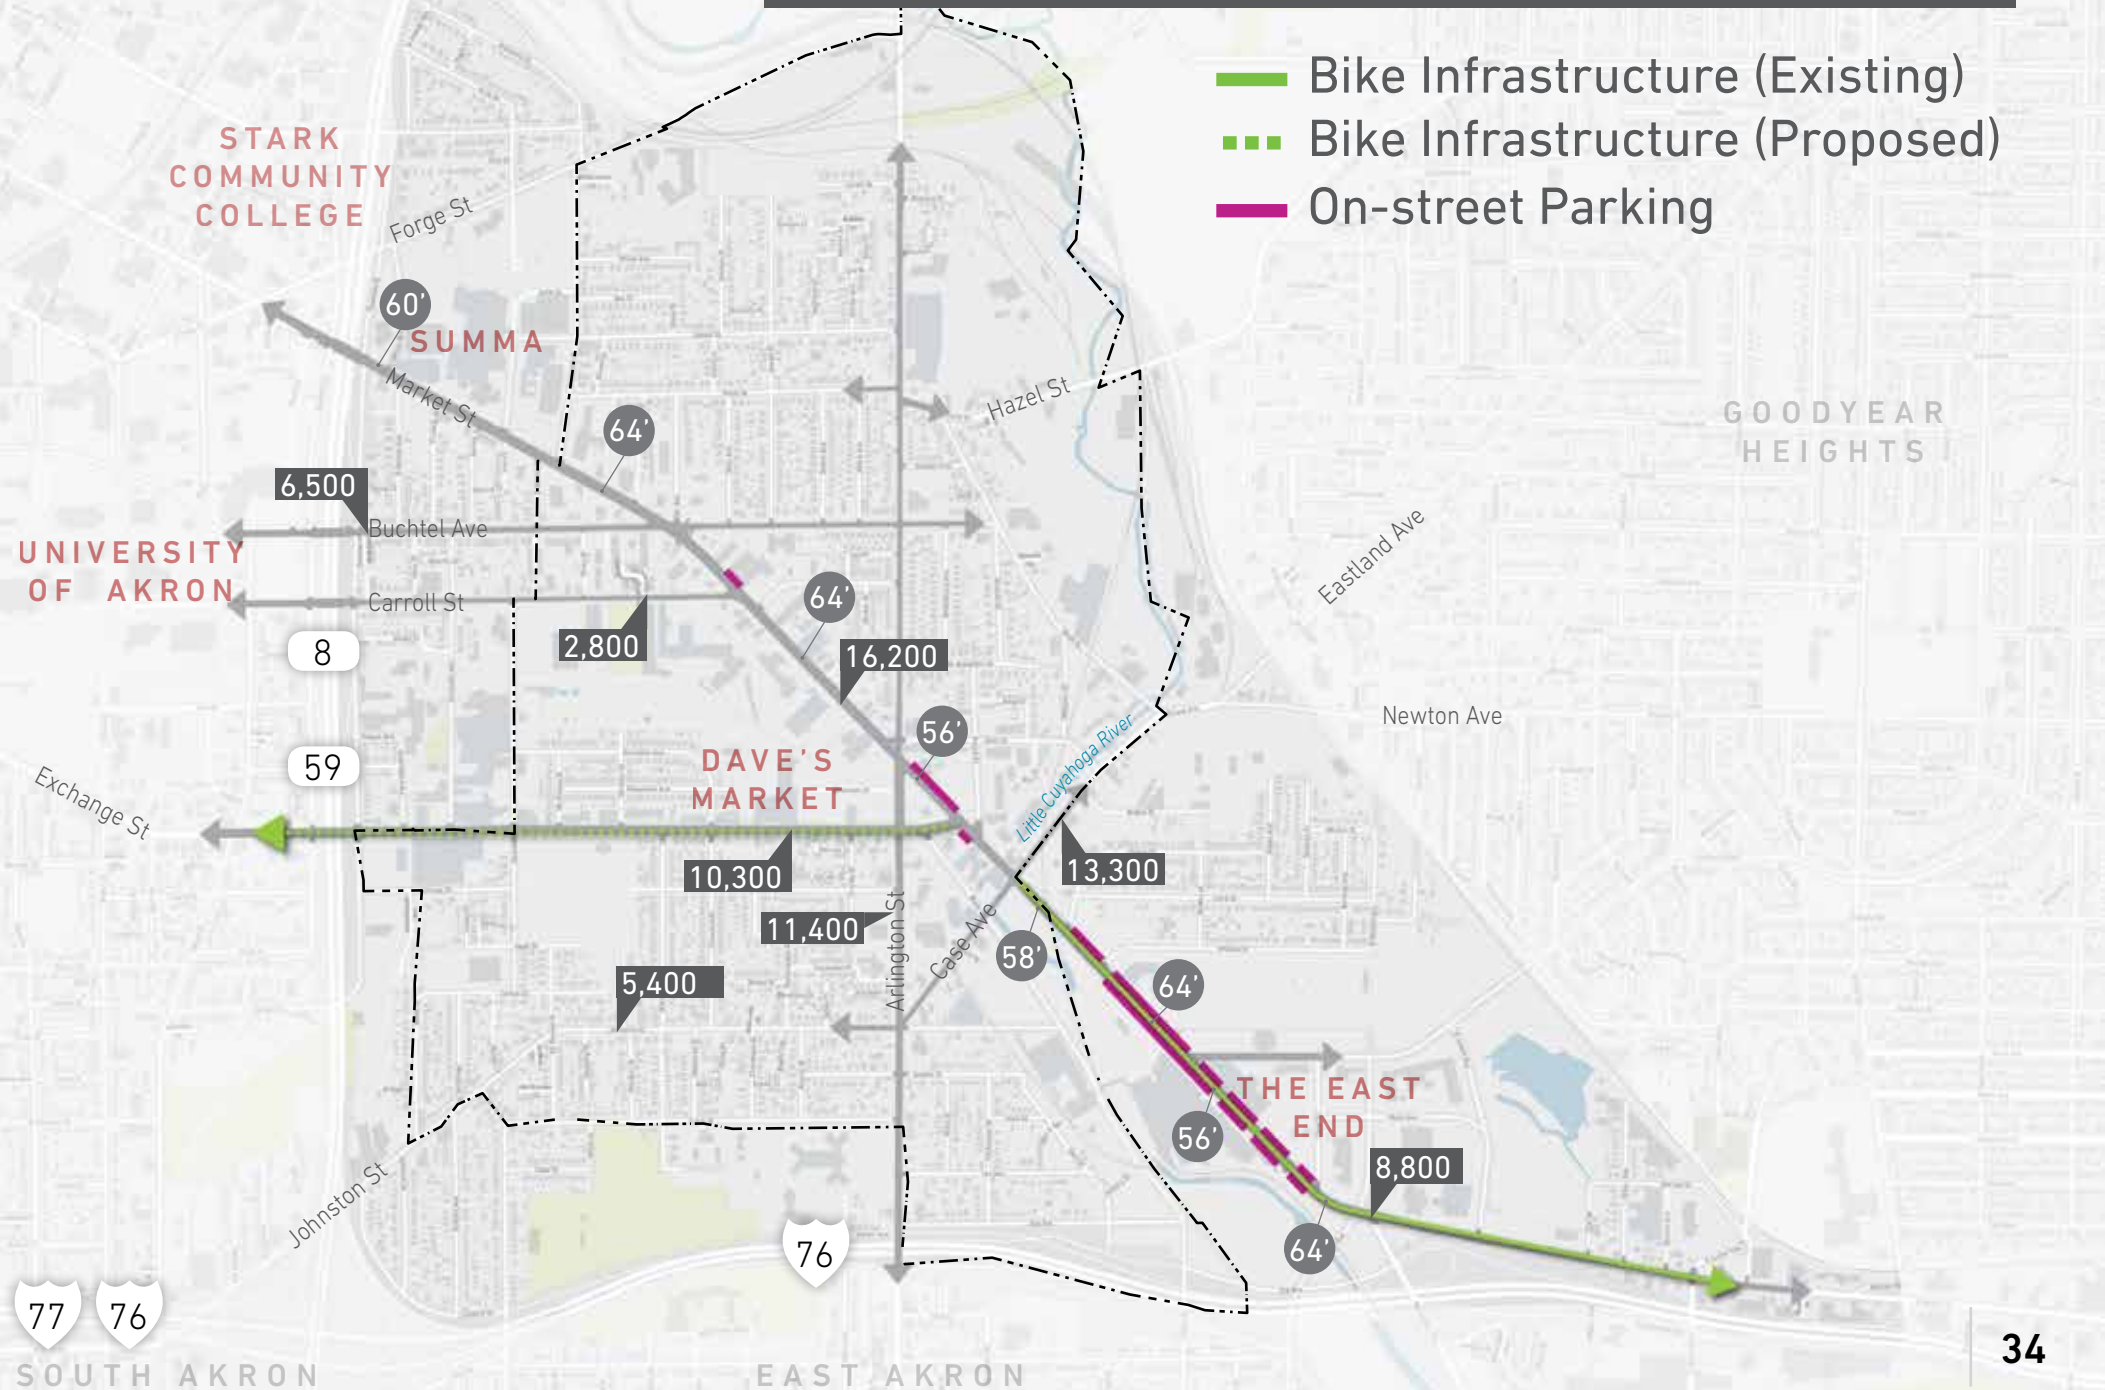 Bike Infrastructure (Existing)
Bike Infrastructure (Proposed)
On-street Parking
STARK
COMMUNITY
COLLEGE
Forge St
60'
SUMMA
Market St
64'
Hazel St
GOODYEAR
HEIGHTS
6,500
Buchtel Ave
UNIVERSITY
OF AKRON
Carroll St
Eastland Ave
64'
2,800
8
16,200
Newton Ave
56'
Little Cuyahoga River
59
DAVE'S
MARKET
Exchange St
10,300
13,300
11,400
Arlington St
Case Ave
58'
5,400
64'
THE EAST
END
56'
8,800
Johnston St
76
64'
77
76
34
SOUTH AKRON
EAST AKRON